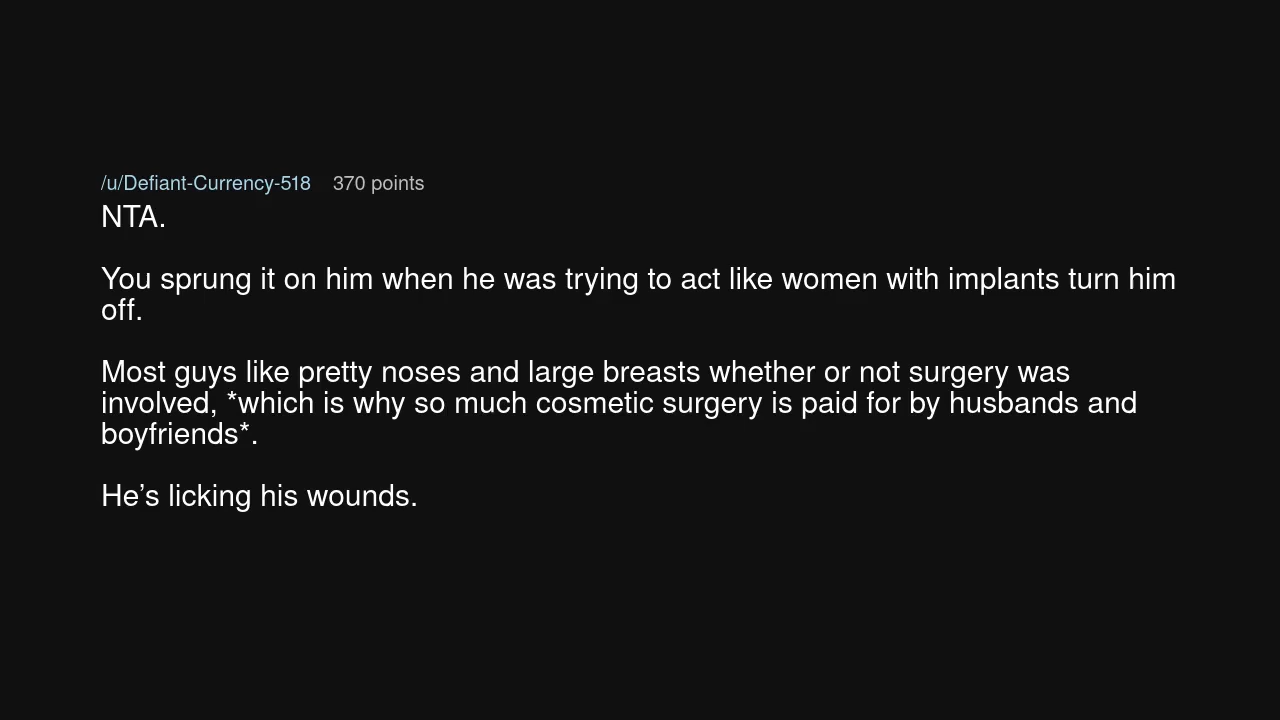 /u/Defiant-Currency-518 370 points
NTA.
You sprung it on him when he was trying to act like women with implants turn him
off.
Most guys like pretty noses and large breasts whether or not surgery was
involved, *which is why so much cosmetic surgery is paid for by husbands and
boyfriends*.
He’s licking his wounds.